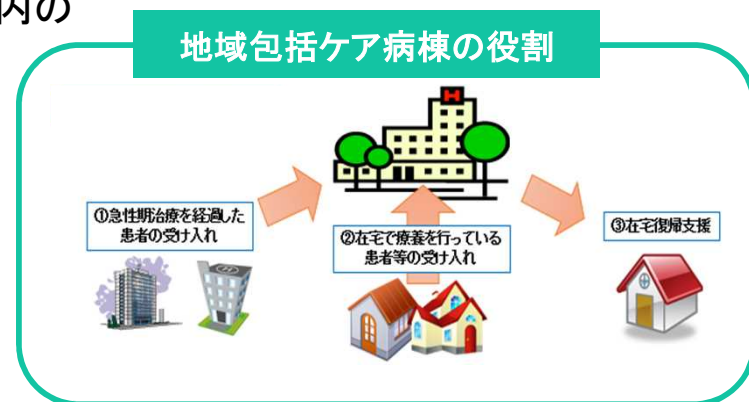 内の
地域包括ケア病棟の役割
H
①急性期治療を経過した
患者の受け入れ
②在宅で療養を行っている
患者等の受け入れ
③在宅復帰支援
H